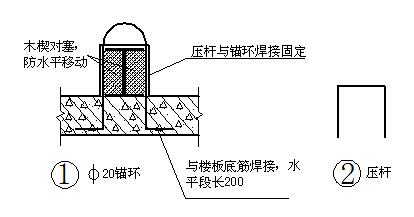 木楔对塞,
防水平移动
压杆与锚环焊接固定
与楼板底筋焊接，水
平段长200
① ϕ20锚环
② 压杆